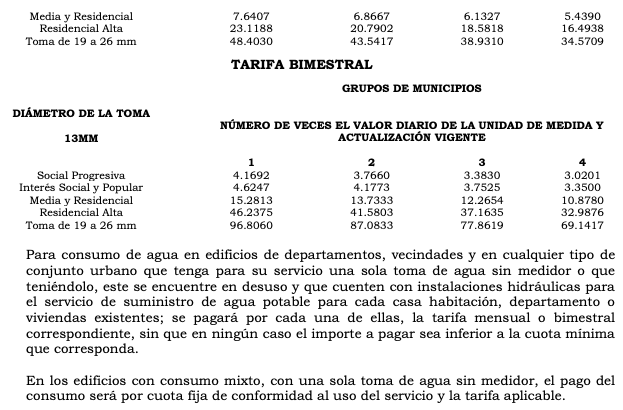 Media y Residencial 7.6407 6.8667 6.1327 5.4390
Residencial Alta 23.1188 20.7902 18.5818 16.4938
Toma de 19 a 26 mm 48.4030 43.5417 38.9310 34.5709
TARIFA BIMESTRAL
GRUPOS DE MUNICIPIOS
DIÁMETRO DE LA TOMA
NÚMERO DE VECES EL VALOR DIARIO DE LA UNIDAD DE MEDIDA Y
13MM
ACTUALIZACIÓN VIGENTE
1 2 3 4
Social Progresiva 4.1692 3.7660 3.3830 3.0201
Interés Social y Popular 4.6247 4.1773 3.7525 3.3500
Media y Residencial 15.2813 13.7333 12.2654 10.8780
Residencial Alta 46.2375 41.5803 37.1635 32.9876
Toma de 19 a 26 mm 96.8060 87.0833 77.8619 69.1417
Para consumo de agua en edificios de departamentos, vecindades y en cualquier tipo de
conjunto urbano que tenga para su servicio una sola toma de agua sin medidor o que
teniéndolo, este se encuentre en desuso y que cuenten con instalaciones hidráulicas para
el servicio de suministro de agua potable para cada casa habitación, departamento o
viviendas existentes; se pagará por cada una de ellas, la tarifa mensual o bimestral
correspondiente, sin que en ningún caso el importe a pagar sea inferior a la cuota mínima
que corresponda.
En los edificios con consumo mixto, con una sola toma de agua sin medidor, el pago del
consumo será por cuota fija de conformidad al uso del servicio y la tarifa aplicable.